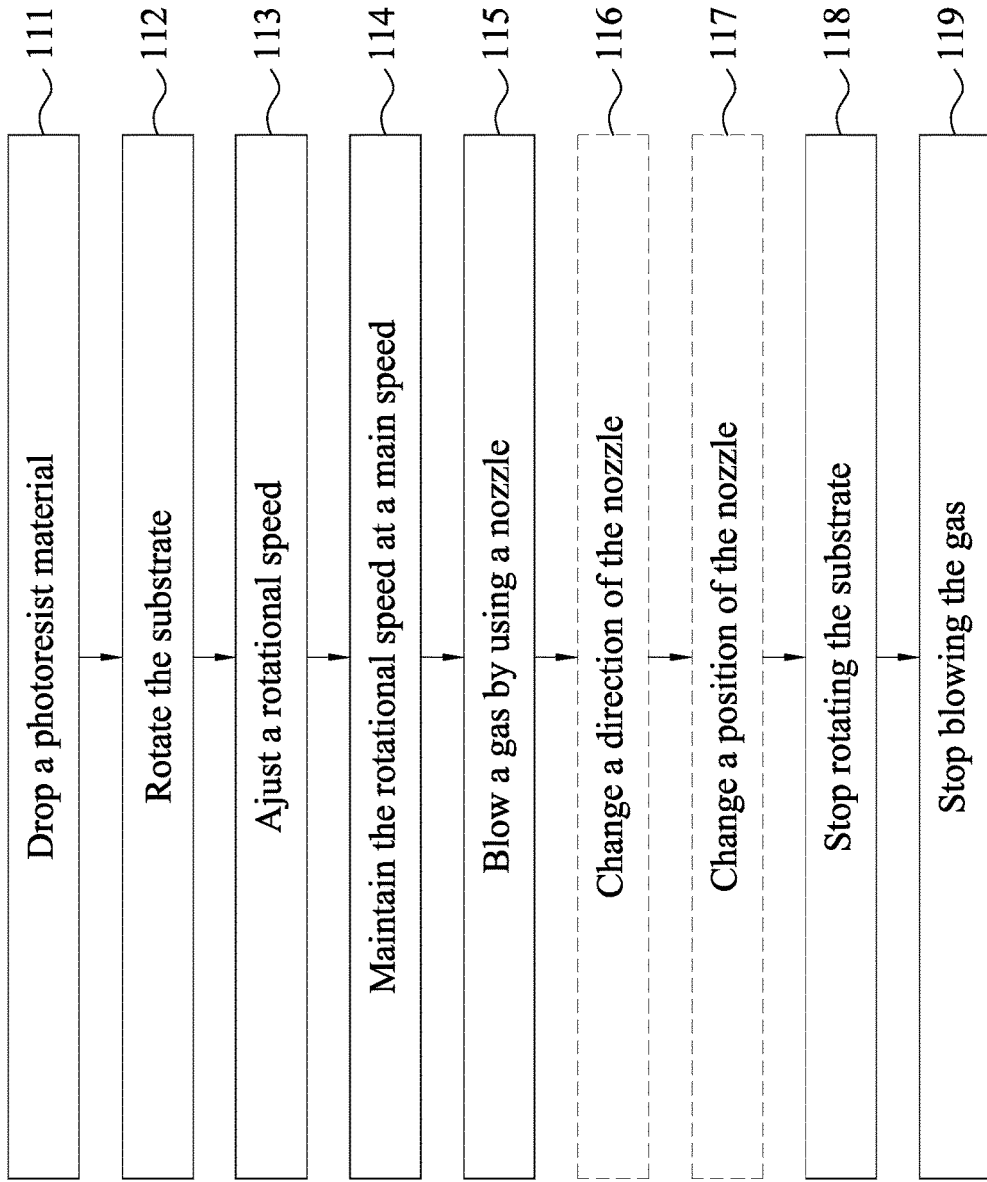 Drop a photoresist material 111
Rotate the substrate 112
Ajust a rotational speed 113
Maintain the rotational speed at a main speed 114
Blow a gas by using a nozzle 115
Change a direction of the nozzle 116
Change a position of the nozzle 117
Stop rotating the substrate 118
Stop blowing the gas 119